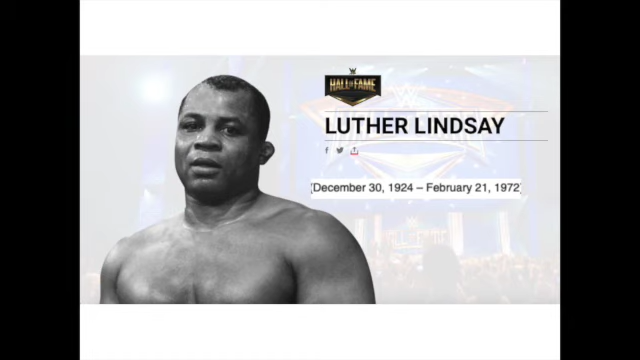 HALL OF FAME
LUTHER LINDSAY
(December 30, 1924 – February 21, 1972)